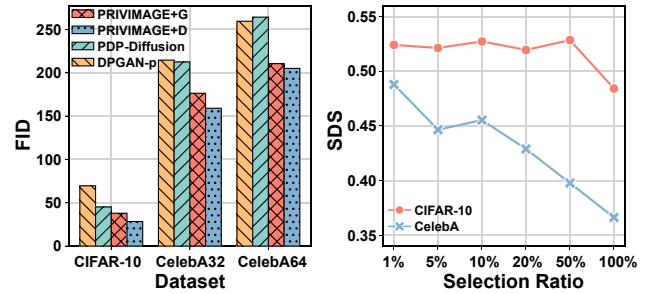 PRIVIMAGE+G
PRIVIMAGE+D
PDP-Diffusion
DPGAN-p
FID
250
200
150
100
50
0
CIFAR-10 CelebA32 CelebA64
Dataset
SDS
0.55
0.50
0.45
0.40
0.35
CIFAR-10
CelebA
1% 5% 10% 20% 50% 100%
Selection Ratio